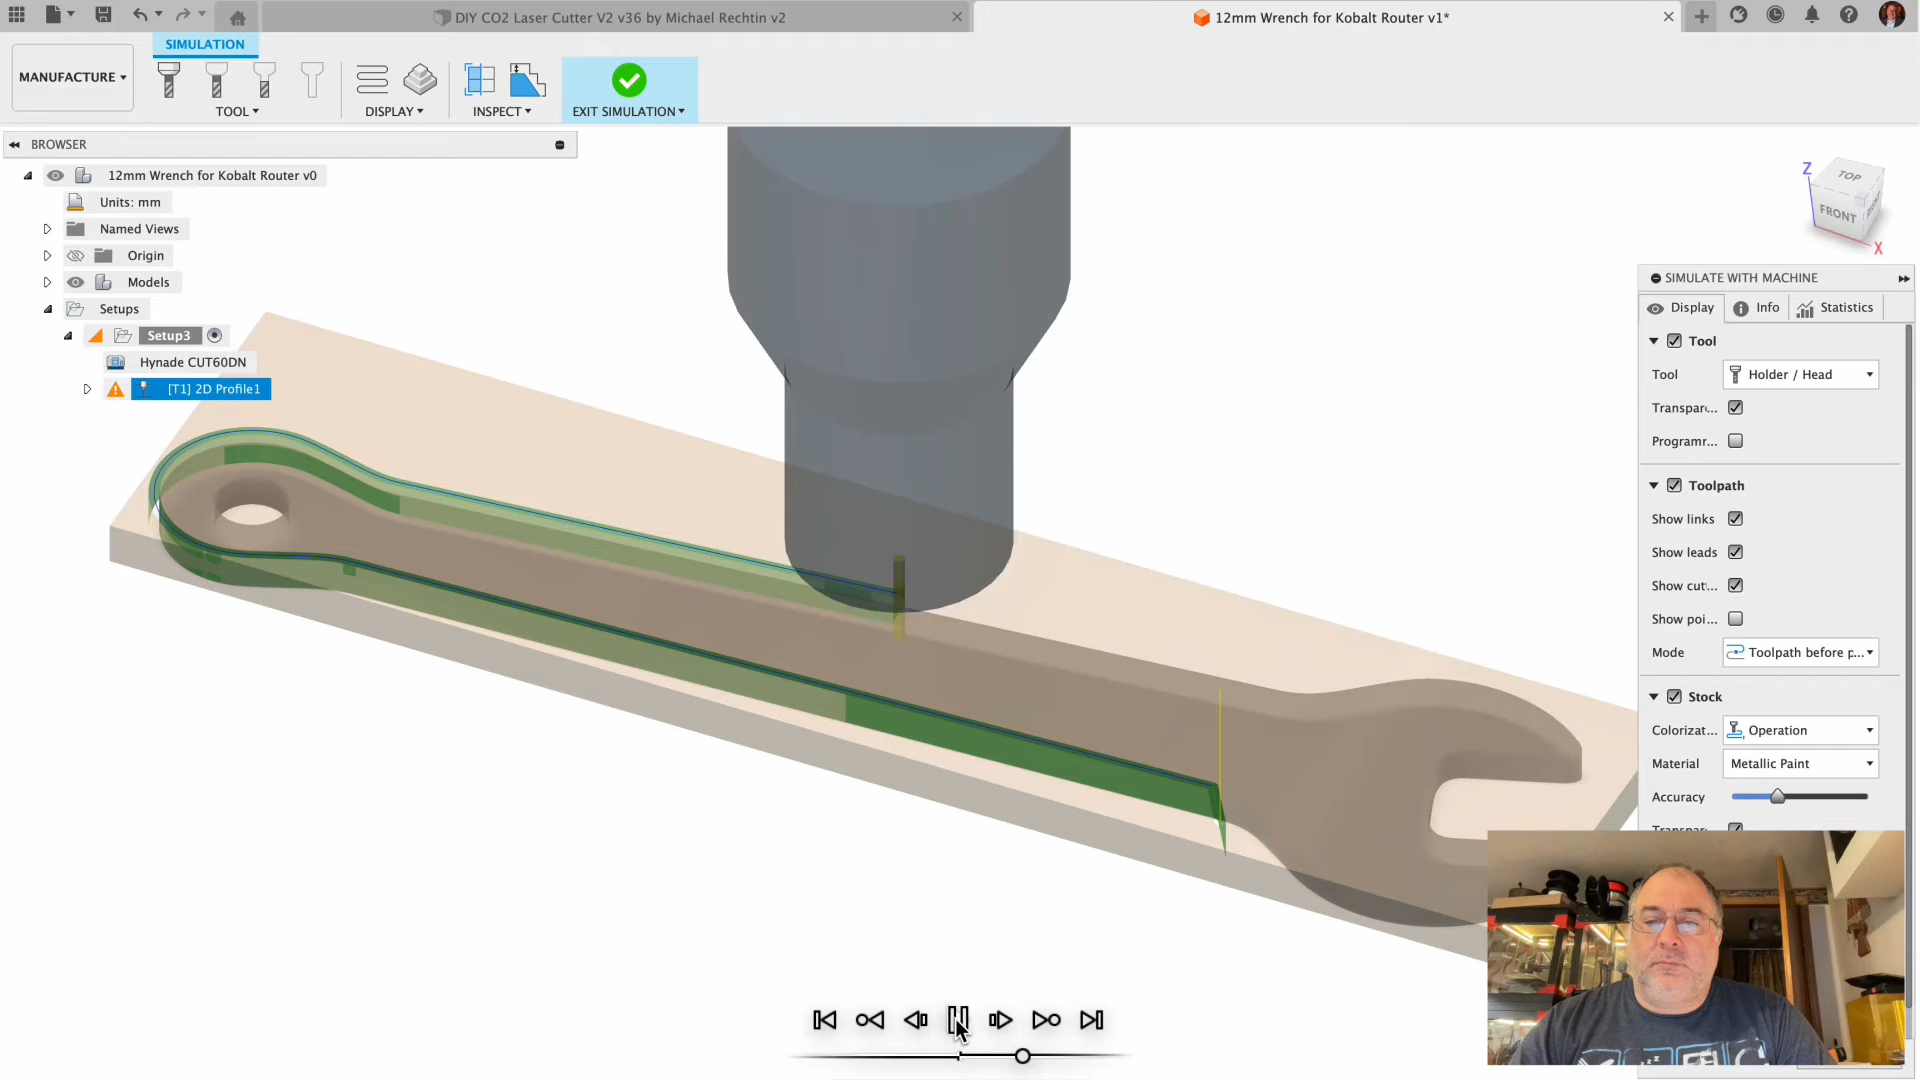 DIY CO2 Laser Cutter V2 v36 by Michael Rechtin v2
12mm Wrench for Kobalt Router v1*
SIMULATION
MANUFACTURE
TOOL
DISPLAY
INSPECT
EXIT SIMULATION
BROWSER
12mm Wrench for Kobalt Router v0
Units: mm
Named Views
Origin
Models
Setups
Setup3
Hynade CUT60DN
[T1] 2D Profile1
Z
TOP
FRONT
X
SIMULATE WITH MACHINE
Display
Info
Statistics
Tool
Tool
Holder / Head
Transpar...
Programr...
Toolpath
Show links
Show leads
Show cut...
Show poi...
Mode
Toolpath before p...
Stock
Colorizat...
Operation
Material
Metallic Paint
Accuracy